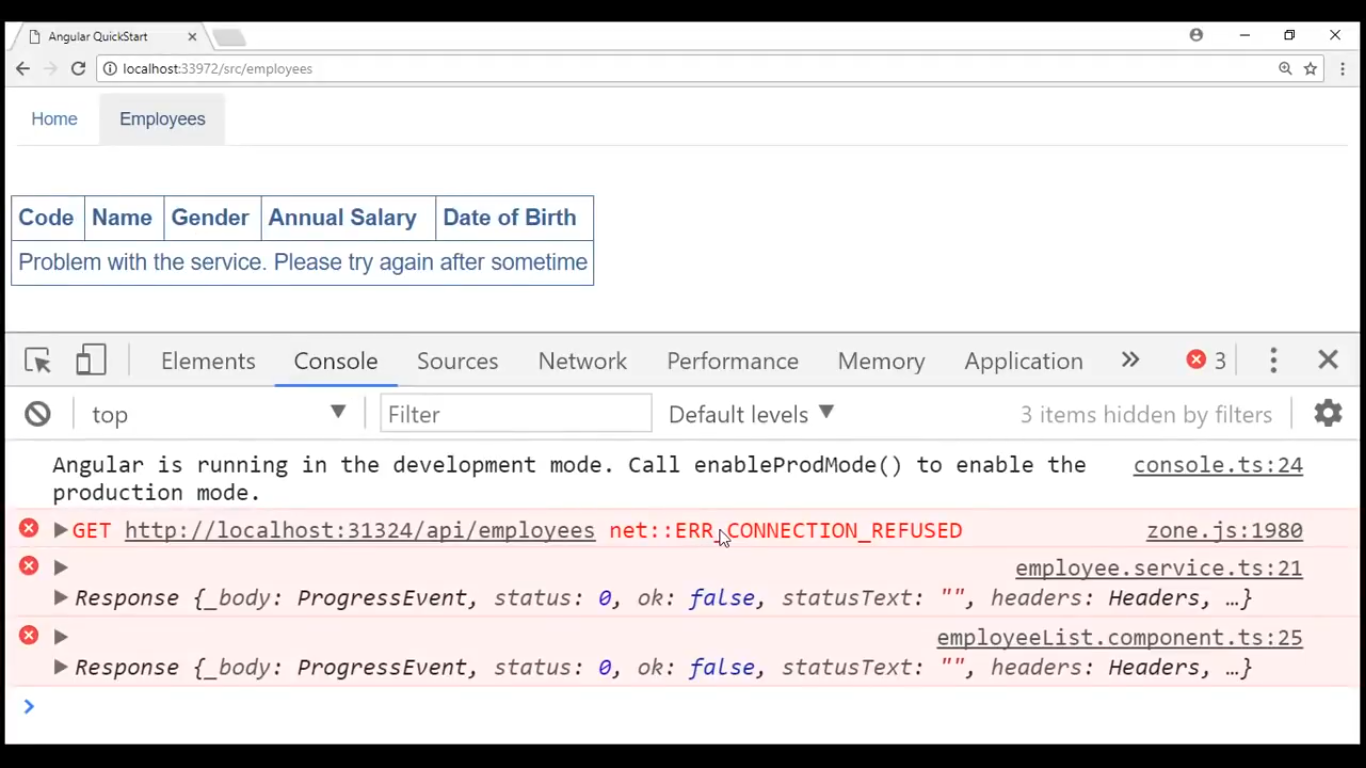 Angular QuickStart
localhost:33972/src/employees
Home Employees
Code Name Gender Annual Salary Date of Birth
Problem with the service. Please try again after sometime
Elements Console Sources Network Performance Memory Application » 3
top Filter Default levels 3 items hidden by filters
Angular is running in the development mode. Call enableProdMode() to enable the console.ts:24
production mode.
GET http://localhost:31324/api/employees net::ERR_CONNECTION_REFUSED zone.js:1980
employee.service.ts:21
Response {_body: ProgressEvent, status: 0, ok: false, statusText: "", headers: Headers, …}
employeeList.component.ts:25
Response {_body: ProgressEvent, status: 0, ok: false, statusText: "", headers: Headers, …}